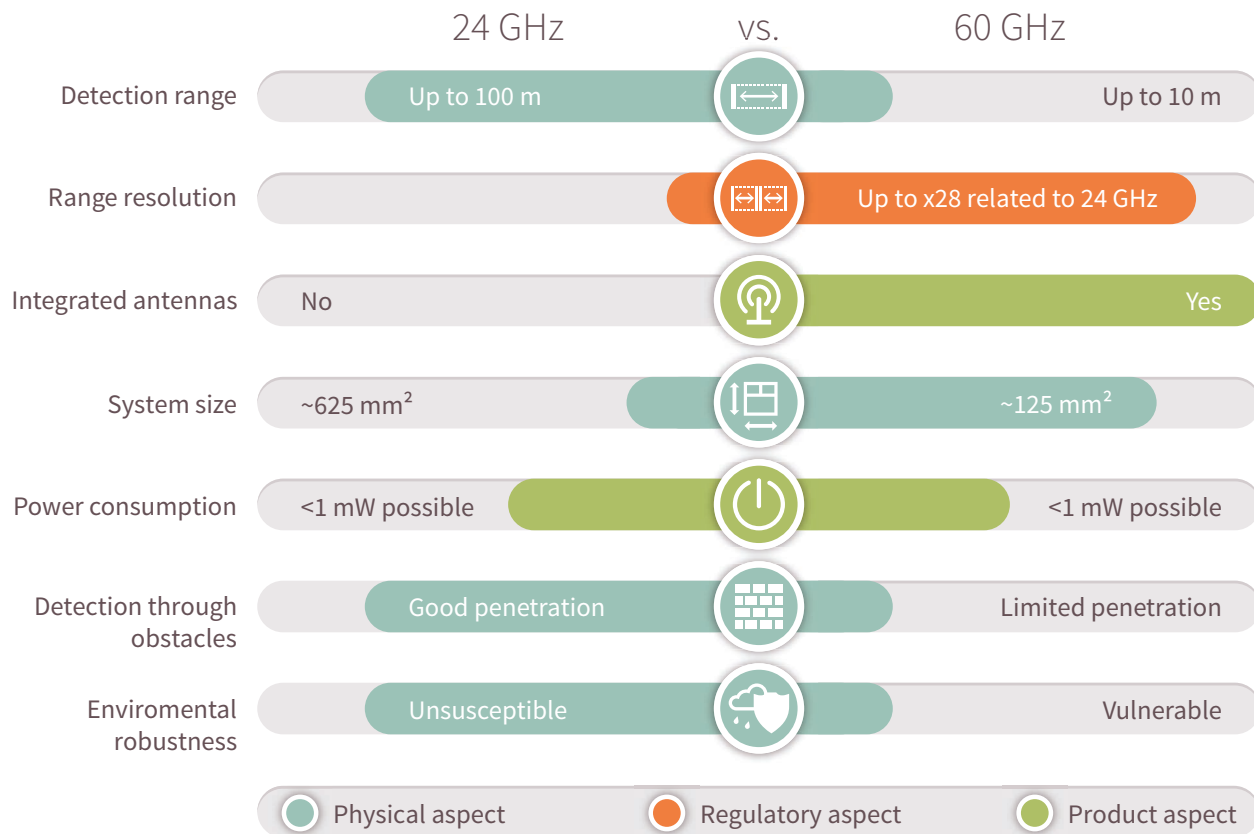 24 GHz vs. 60 GHz
Detection range Up to 100 m Up to 10 m
Range resolution Up to x28 related to 24 GHz
Integrated antennas No Yes
System size ~625 mm² ~125 mm²
Power consumption <1 mW possible <1 mW possible
Detection through obstacles Good penetration Limited penetration
Enviromental robustness Unsusceptible Vulnerable
Physical aspect Regulatory aspect Product aspect